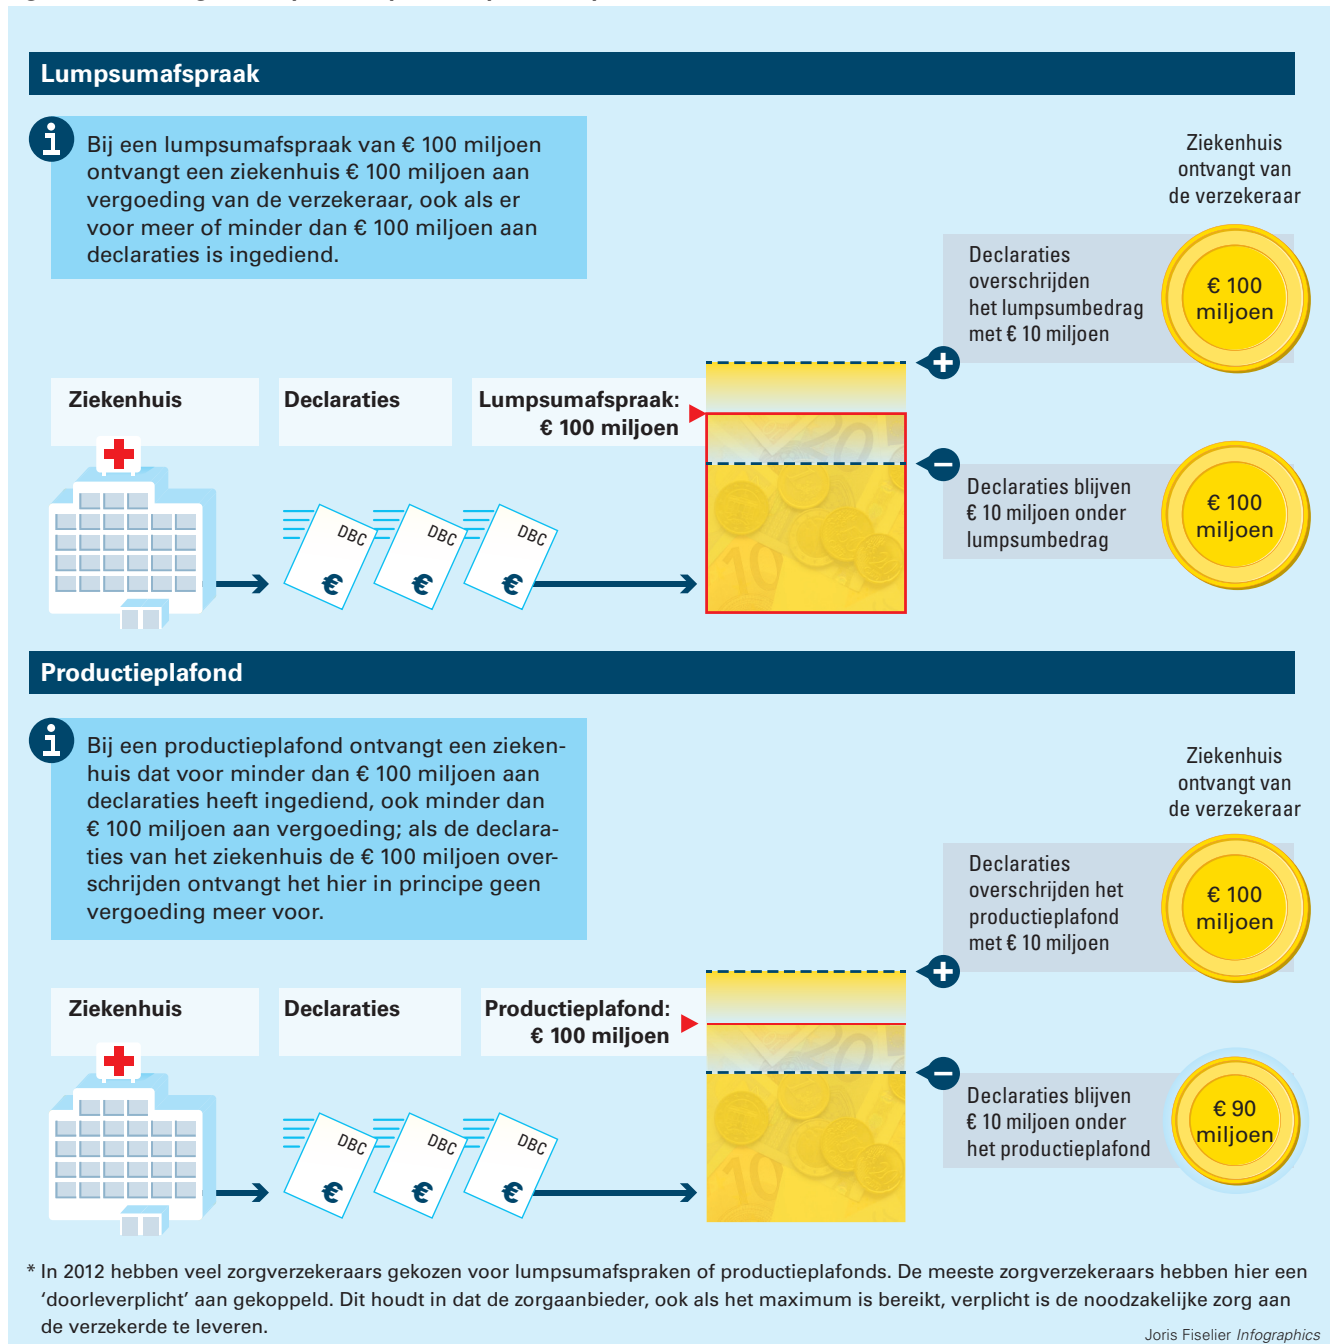 Lumpsumafspraak
i
Bij een lumpsumafspraak van € 100 miljoen
ontvangt een ziekenhuis € 100 miljoen aan
vergoeding van de verzekeraar, ook als er
voor meer of minder dan € 100 miljoen aan
declaraties is ingediend.
Ziekenhuis
ontvangt van
de verzekeraar
Declaraties
overschrijden
het lumpsumbedrag
met € 10 miljoen
€ 100
miljoen
+
Ziekenhuis
Declaraties
Lumpsumafspraak:
€ 100 miljoen
–
Declaraties blijven
€ 10 miljoen onder
lumpsumbedrag
€ 100
miljoen
DBC
€
DBC
€
DBC
€
Productieplafond
i
Bij een productieplafond ontvangt een zieken-
huis dat voor minder dan € 100 miljoen aan
declaraties heeft ingediend, ook minder dan
€ 100 miljoen aan vergoeding; als de declara-
ties van het ziekenhuis de € 100 miljoen over-
schrijden ontvangt het hier in principe geen
vergoeding meer voor.
Ziekenhuis
ontvangt van
de verzekeraar
Declaraties
overschrijden het
productieplafond
met € 10 miljoen
€ 100
miljoen
+
Ziekenhuis
Declaraties
Productieplafond:
€ 100 miljoen
–
Declaraties blijven
€ 10 miljoen onder
het productieplafond
€ 90
miljoen
DBC
€
DBC
€
DBC
€
* In 2012 hebben veel zorgverzekeraars gekozen voor lumpsumafspraken of productieplafonds. De meeste zorgverzekeraars hebben hier een
‘doorleverplicht’ aan gekoppeld. Dit houdt in dat de zorgaanbieder, ook als het maximum is bereikt, verplicht is de noodzakelijke zorg aan
de verzekerde te leveren.
Joris Fiselier Infographics